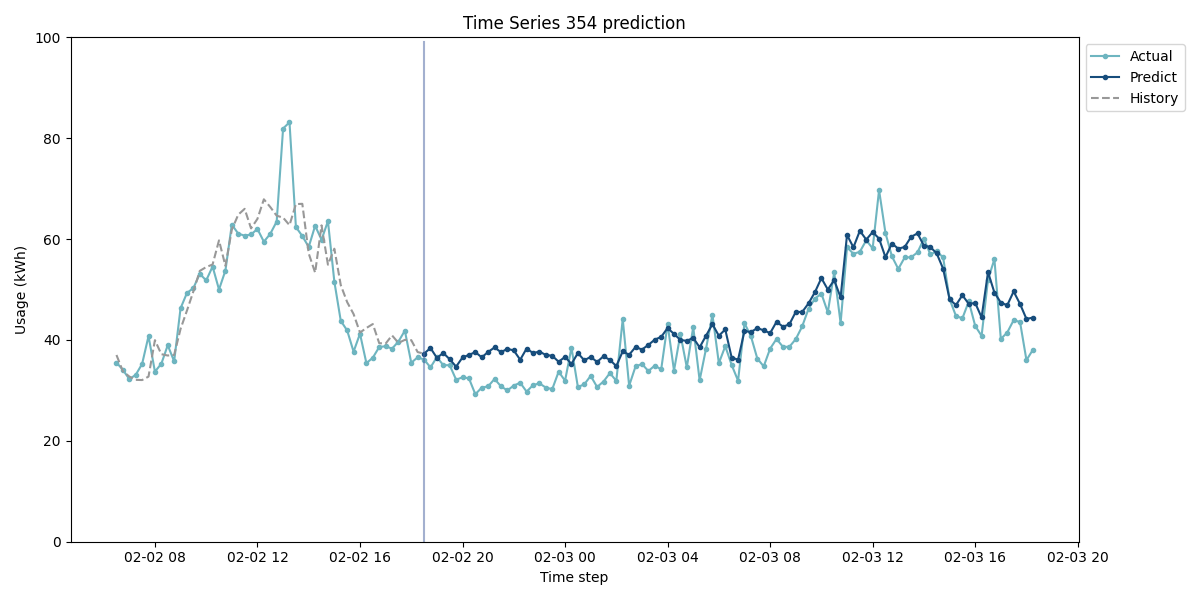 Time Series 354 prediction
100
80
60
40
20
0
Usage (kWh)
02-02 08
02-02 12
02-02 16
02-02 20
02-03 00
02-03 04
02-03 08
02-03 12
02-03 16
02-03 20
Time step
Actual
Predict
History